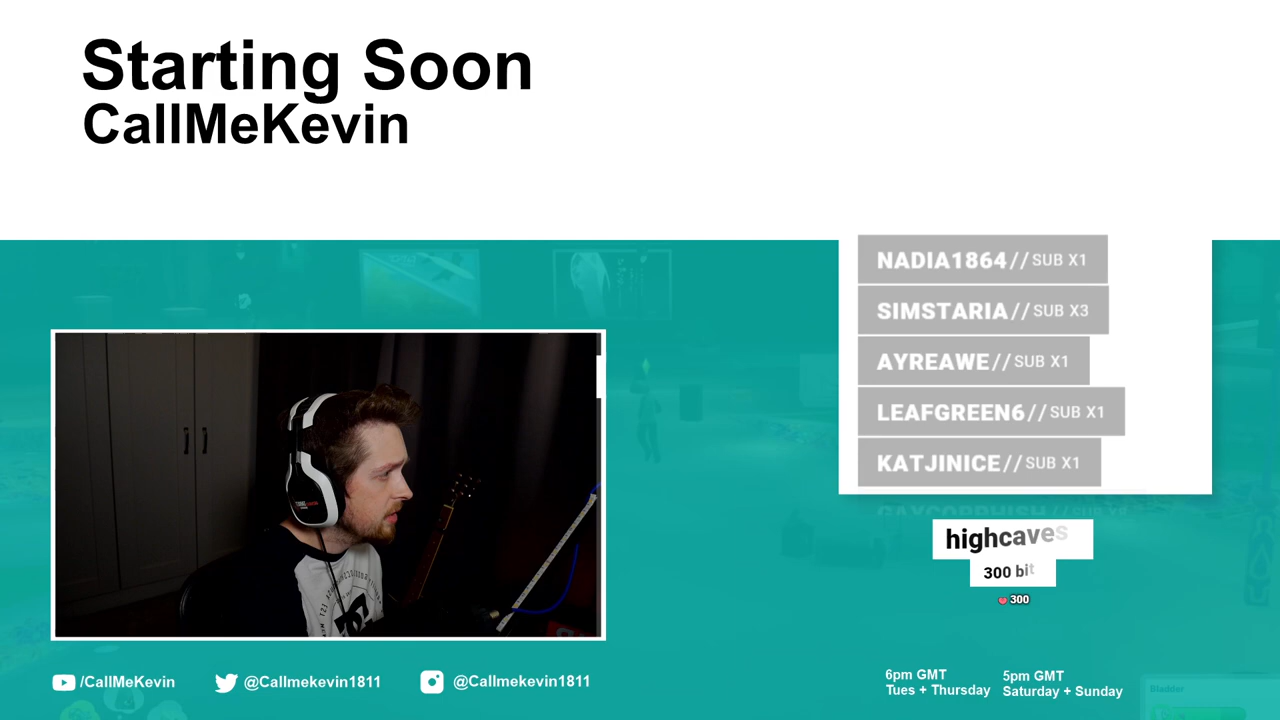 Starting Soon
CallMeKevin
NADIA1864//SUB X1
SIMSTARIA//SUB X3
AYREAWE//SUB X1
LEAFGREEN6//SUB X1
KATJINICE//SUB X1
highcaves
300 bit
300
/CallMeKevin
@Callmekevin1811
@Callmekevin1811
6pm GMT
Tues + Thursday
5pm GMT
Saturday + Sunday
Bladder